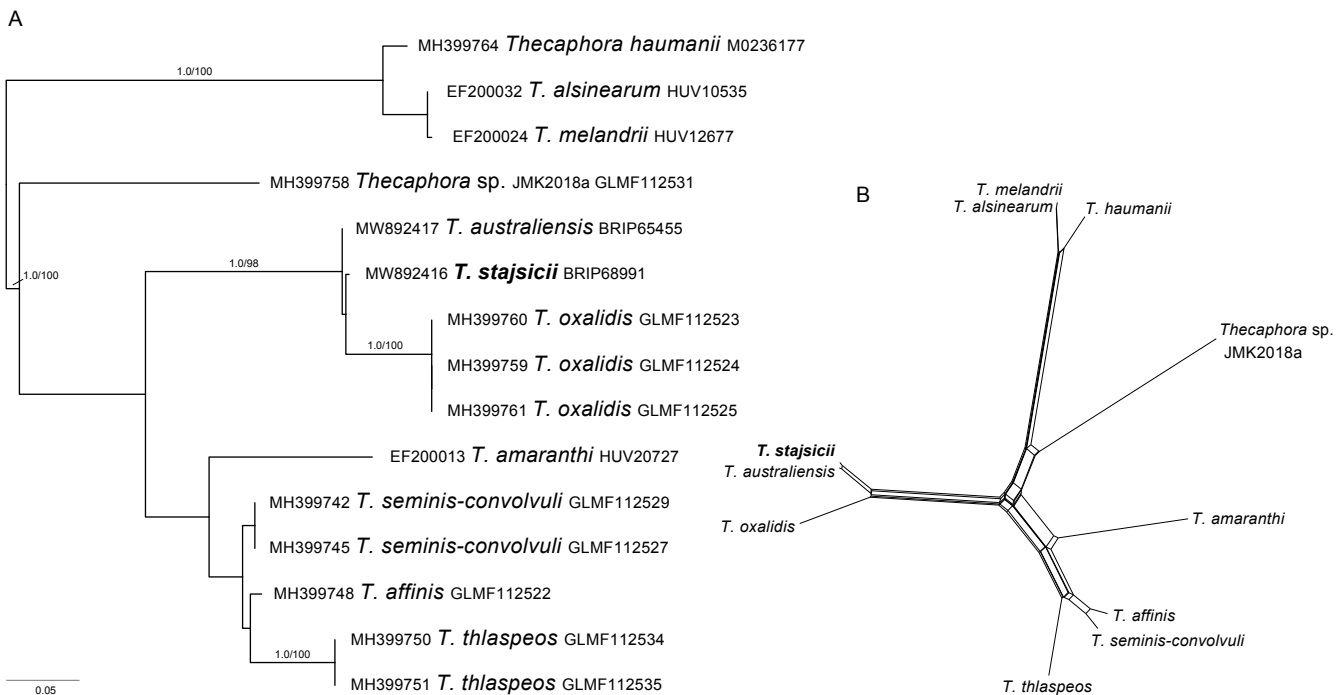 A
MH399764 Thecaphora haumanii M0236177
1.0/100
EF200032 T. alsinearum HUV10535
EF200024 T. melandrii HUV12677
MH399758 Thecaphora sp. JMK2018a GLMF112531
MW892417 T. australiensis BRIP65455
1.0/98
MW892416 T. stajsicii BRIP68991
1.0/100
MH399760 T. oxalidis GLMF112523
1.0/100
MH399759 T. oxalidis GLMF112524
MH399761 T. oxalidis GLMF112525
EF200013 T. amaranthi HUV20727
MH399742 T. seminis-convolvuli GLMF112529
MH399745 T. seminis-convolvuli GLMF112527
MH399748 T. affinis GLMF112522
MH399750 T. thlaspeos GLMF112534
1.0/100
MH399751 T. thlaspeos GLMF112535
0.05
B
T. melandrii
T. alsinearum
T. haumanii
Thecaphora sp.
JMK2018a
T. stajsicii
T. australiensis
T. oxalidis
T. amaranthi
T. affinis
T. seminis-convolvuli
T. thlaspeos